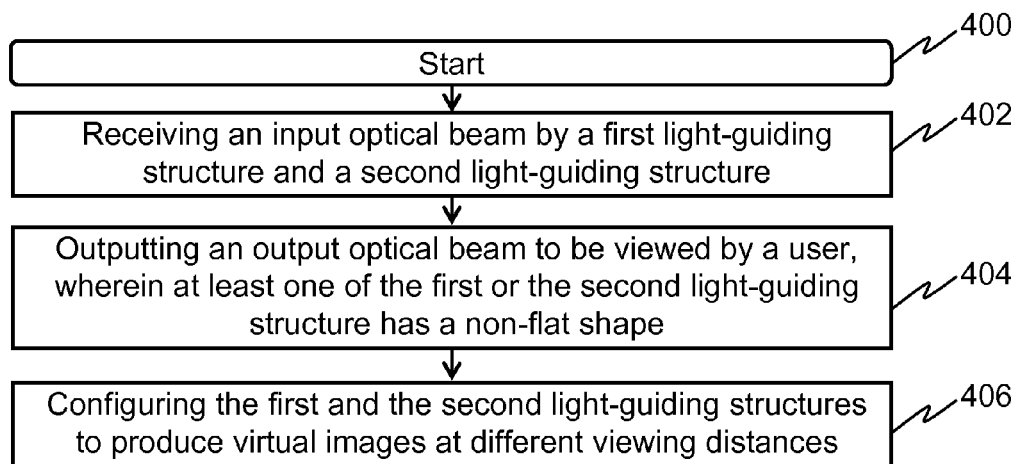 400
Start
402
Receiving an input optical beam by a first light-guiding
structure and a second light-guiding structure
Outputting an output optical beam to be viewed by a user,
wherein at least one of the first or the second light-guiding
structure has a non-flat shape
404
Configuring the first and the second light-guiding structures
to produce virtual images at different viewing distances
406